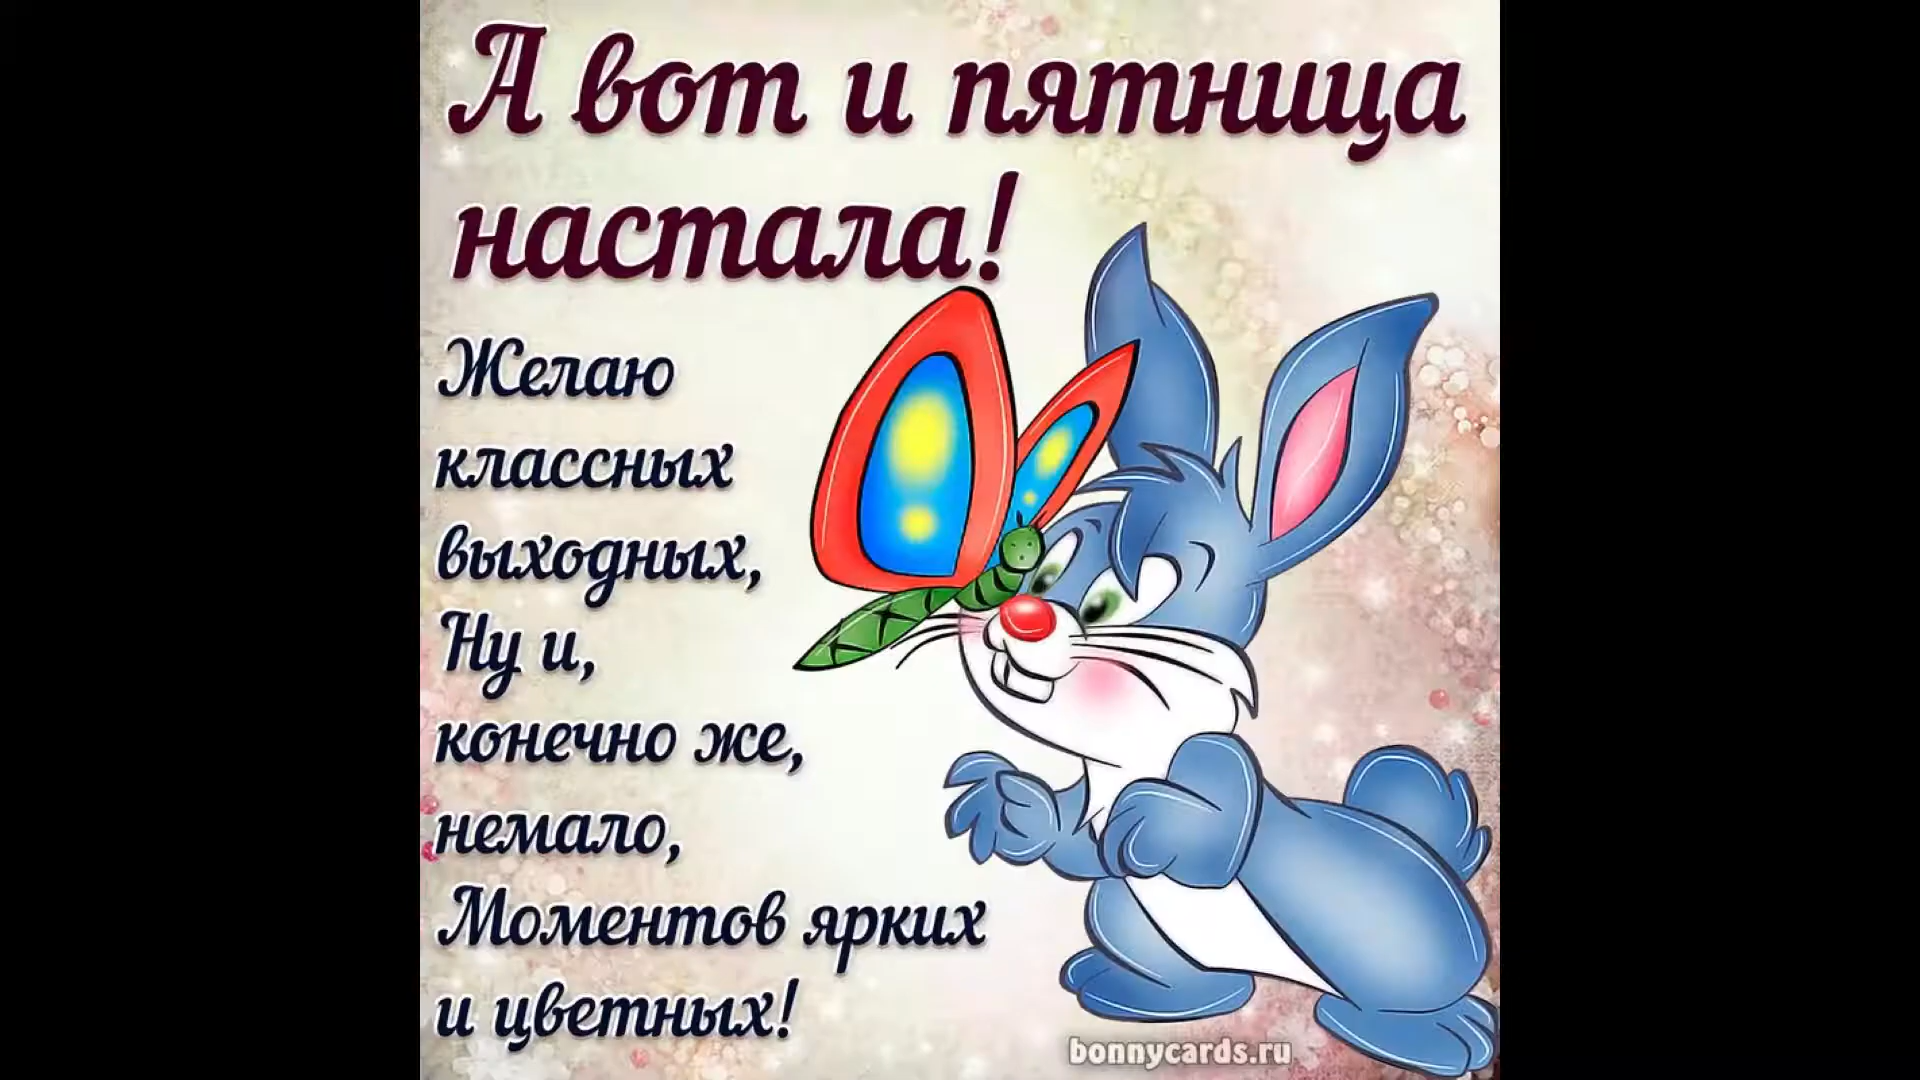 А вот и пятница
настала!
Желаю
классных
выходных,
Ну и,
конечно же,
немало,
Моментов ярких
и цветных!
bonnycards.ru